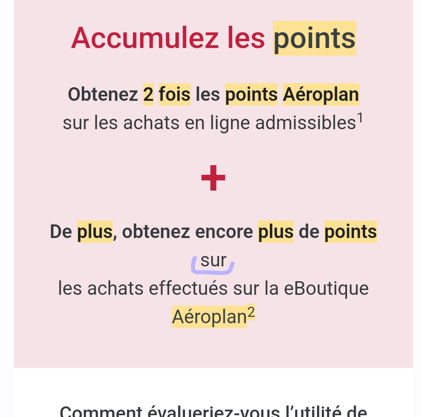 Accumulez les points
Obtenez 2 fois les points Aéroplan
sur les achats en ligne admissibles¹
+
De plus, obtenez encore plus de points
sur
les achats effectués sur la eBoutique
Aéroplan²
Comment évalueriez-vous l’utilité de